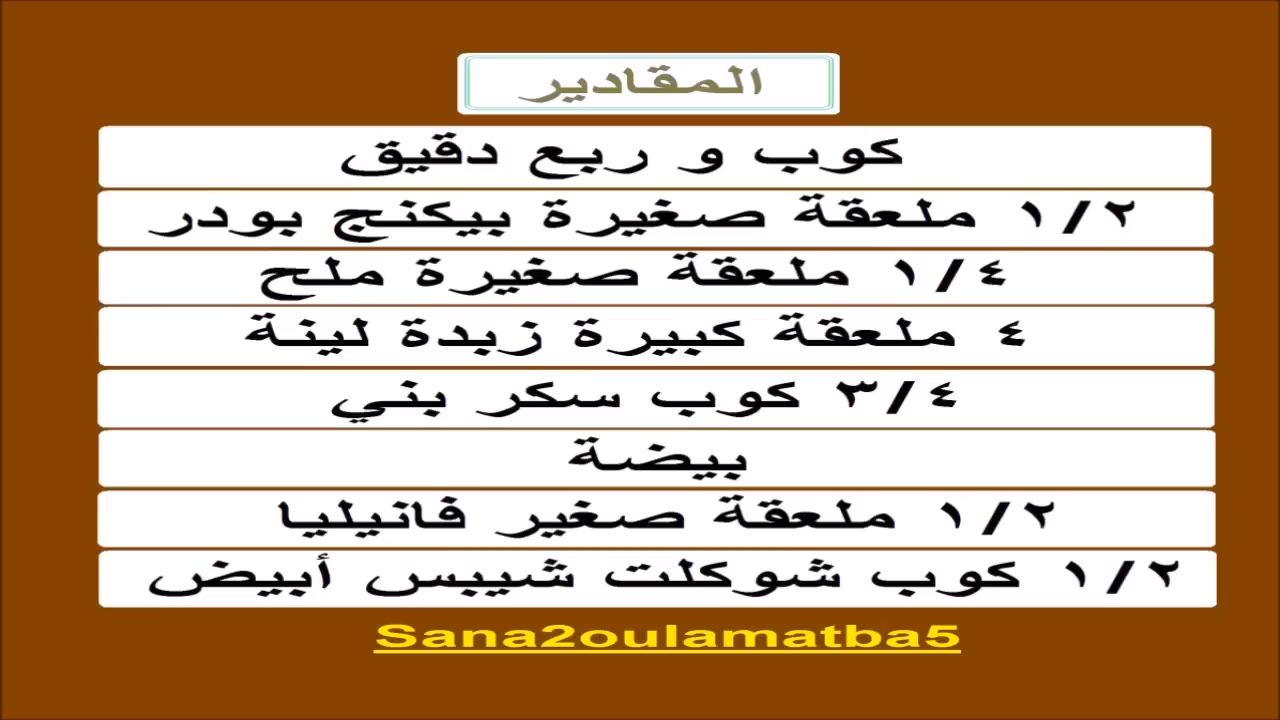 المقادير
كوب و ربع دقيق
١/٢ ملعقة صغيرة بيكنج بودر
١/٤ ملعقة صغيرة ملح
٤ ملعقة كبيرة زبدة لينة
٣/٤ كوب سكر بني
بيضة
١/٢ ملعقة صغير فانيليا
١/٢ كوب شوكلت شيبس أبيض
Sana2oulamatba5